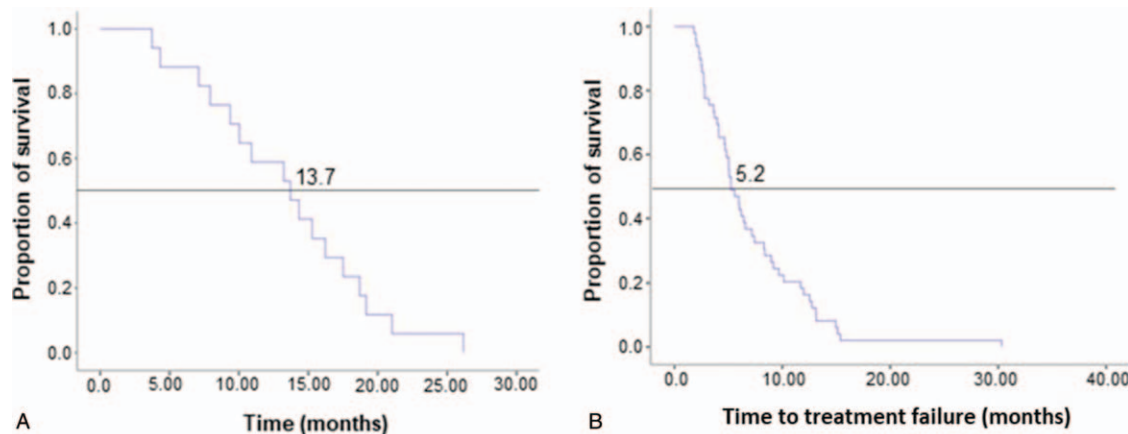 Proportion of survival
1.0
0.8
0.6
0.4
0.2
0.0
13.7
0.0 5.00 10.00 15.00 20.00 25.00 30.00
Time (months)
A
Proportion of survival
1.0
0.8
0.6
0.4
0.2
0.0
5.2
0.0 10.00 20.00 30.00 40.00
Time to treatment failure (months)
B